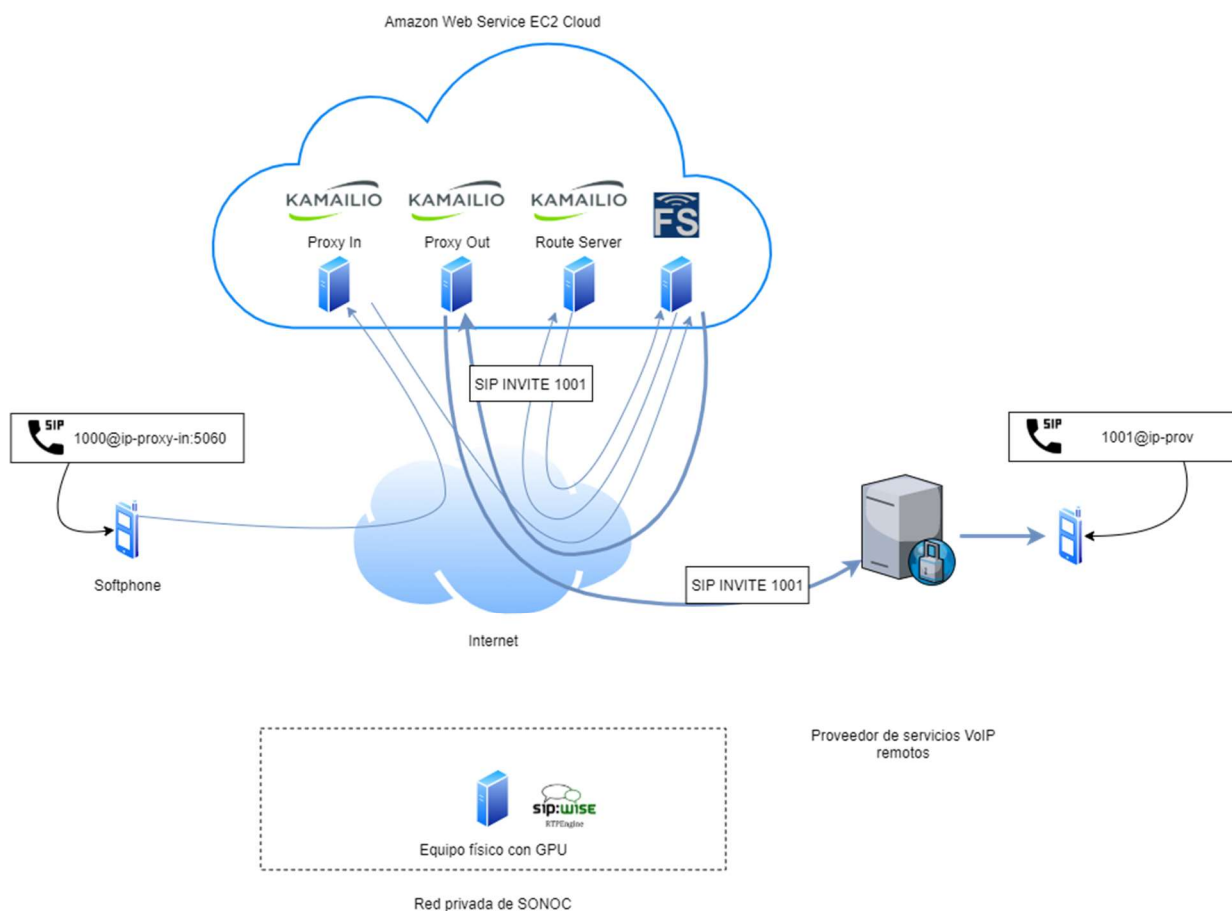 Amazon Web Service EC2 Cloud
KAMAILIO
KAMAILIO
KAMAILIO
FS
Proxy In
Proxy Out
Route Server
SIP INVITE 1001
SIP
1000@ip-proxy-in:5060
SIP
1001@ip-prov
Softphone
SIP INVITE 1001
Internet
Proveedor de servicios VoIP
remotos
sip:wise
RTPEngine
Equipo físico con GPU
Red privada de SONOC